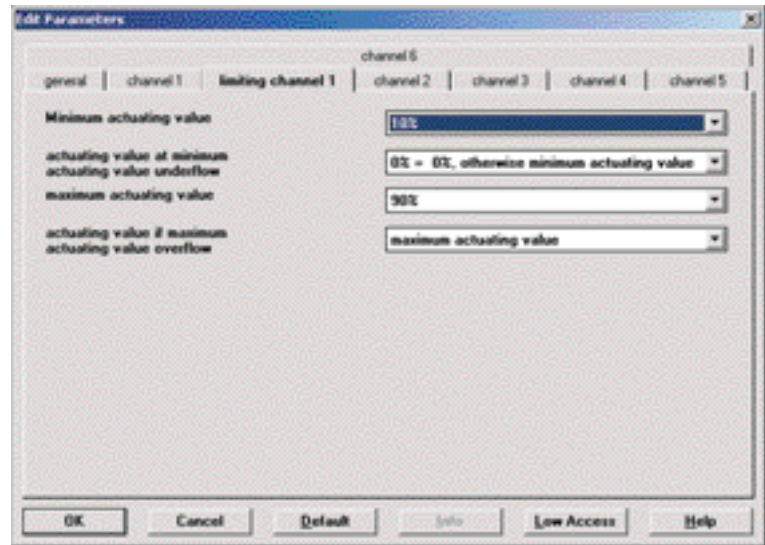 Edit Parameters
channel 6
general channel 1 limiting channel 1 channel 2 channel 3 channel 4 channel 5
Minimum actuating value 10%
actuating value at minimum
actuating value underflow 0% = 0%, otherwise minimum actuating value
maximum actuating value 90%
actuating value if maximum
actuating value overflow maximum actuating value
OK Cancel Default Info Low Access Help